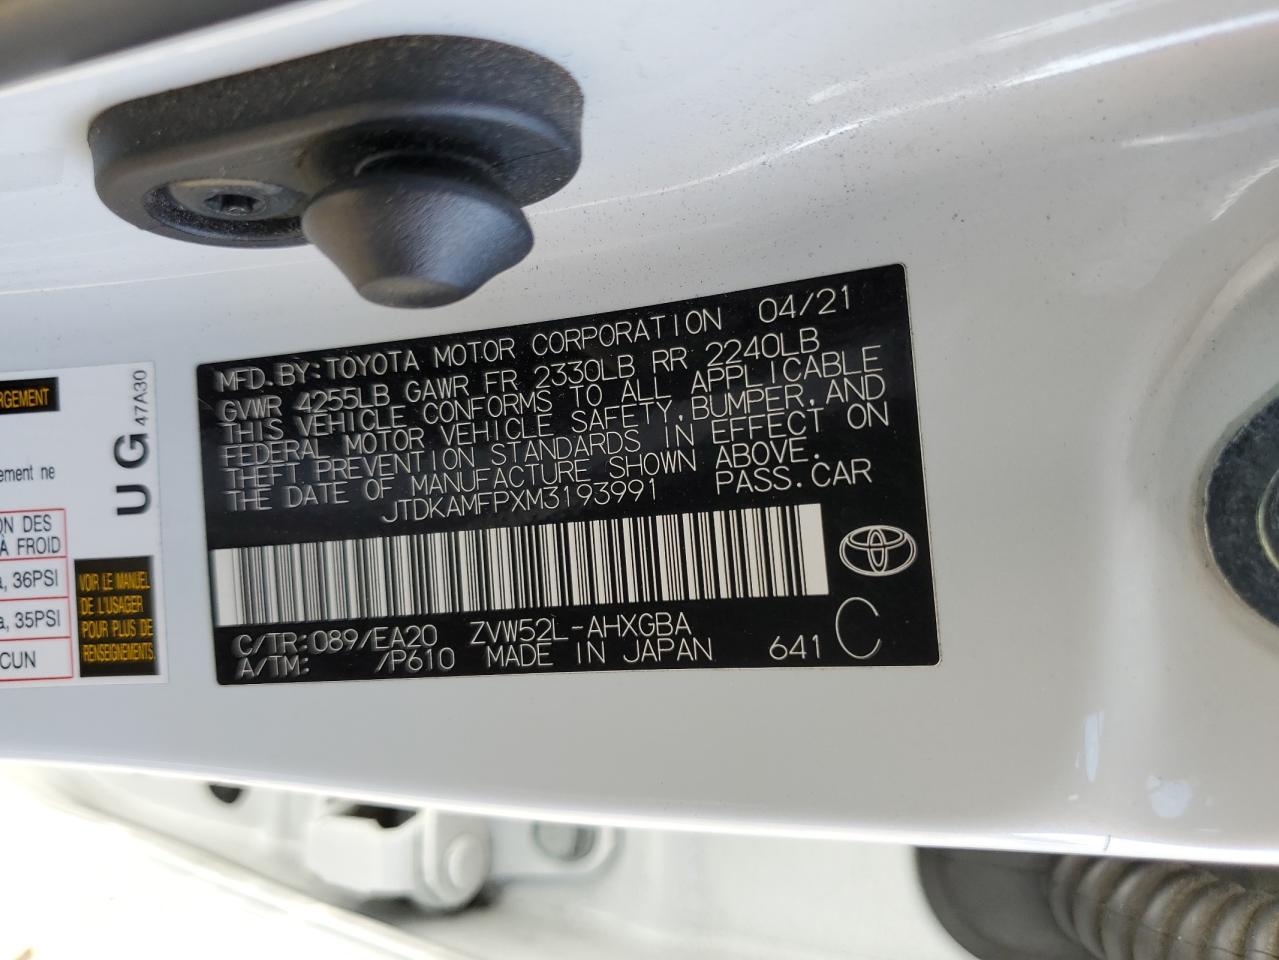 MFD. BY: TOYOTA MOTOR CORPORATION 04/21
GVWR 4255LB GAWR FR 2330LB RR 2240LB
THIS VEHICLE CONFORMS TO ALL APPLICABLE
FEDERAL MOTOR VEHICLE SAFETY, BUMPER, AND
THEFT PREVENTION STANDARDS IN EFFECT ON
THE DATE OF MANUFACTURE SHOWN ABOVE.
JTDKAMFPXM3193991 PASS. CAR
C/TR: 089/EA20 ZVW52L-AHXGBA
A/TM: /P610 MADE IN JAPAN 641 C
RGEMENT
47A30
UG
ement ne
ON DES
À FROID
a, 36PSI
a, 35PSI
CUN
VOIR LE MANUEL
DE L'USAGER
POUR PLUS DE
RENSEIGNEMENTS